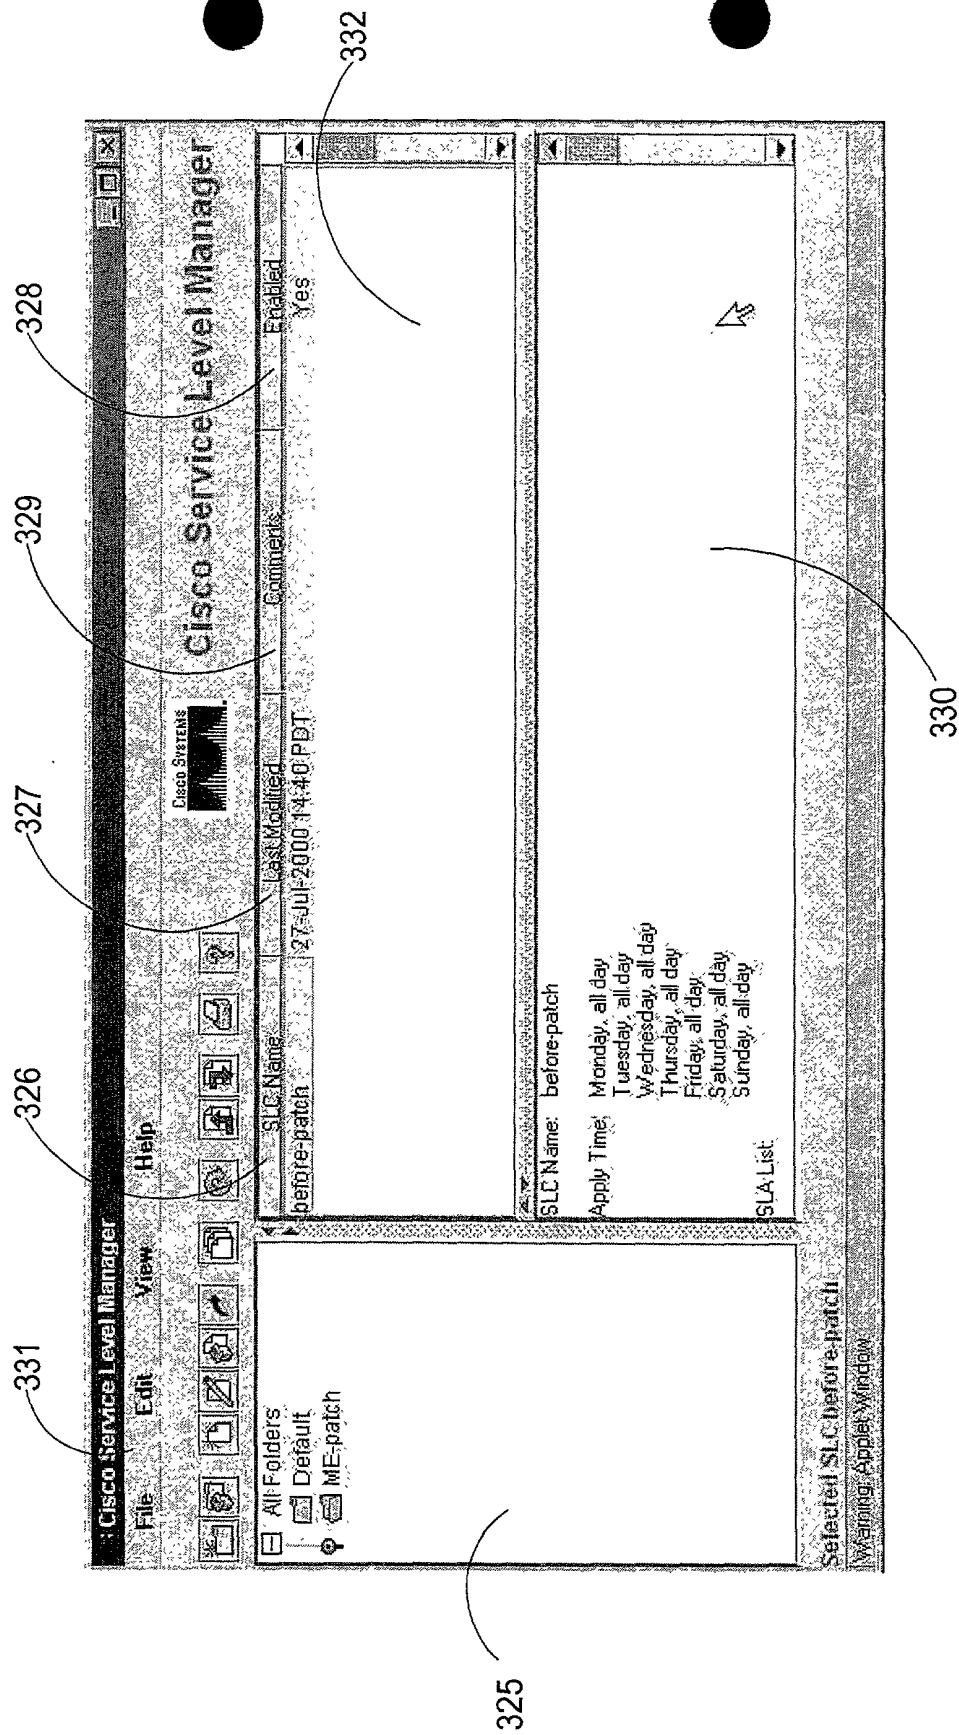 331
326
327
329
328
332
Cisco Service Level Manager
File Edit View Help
CISCO SYSTEMS
Cisco Service Level Manager
All Folders
Default
ME-patch
SLC Name Last Modified Comments Enabled
before-patch 27-Jul-2000 14:40 PDT Yes
SLC Name: before-patch
Apply Time: Monday, all day
Tuesday, all day
Wednesday, all day
Thursday, all day
Friday, all day
Saturday, all day
Sunday, all day
SLA List:
Selected SLC before-patch
Warning: Applet Window
325
330